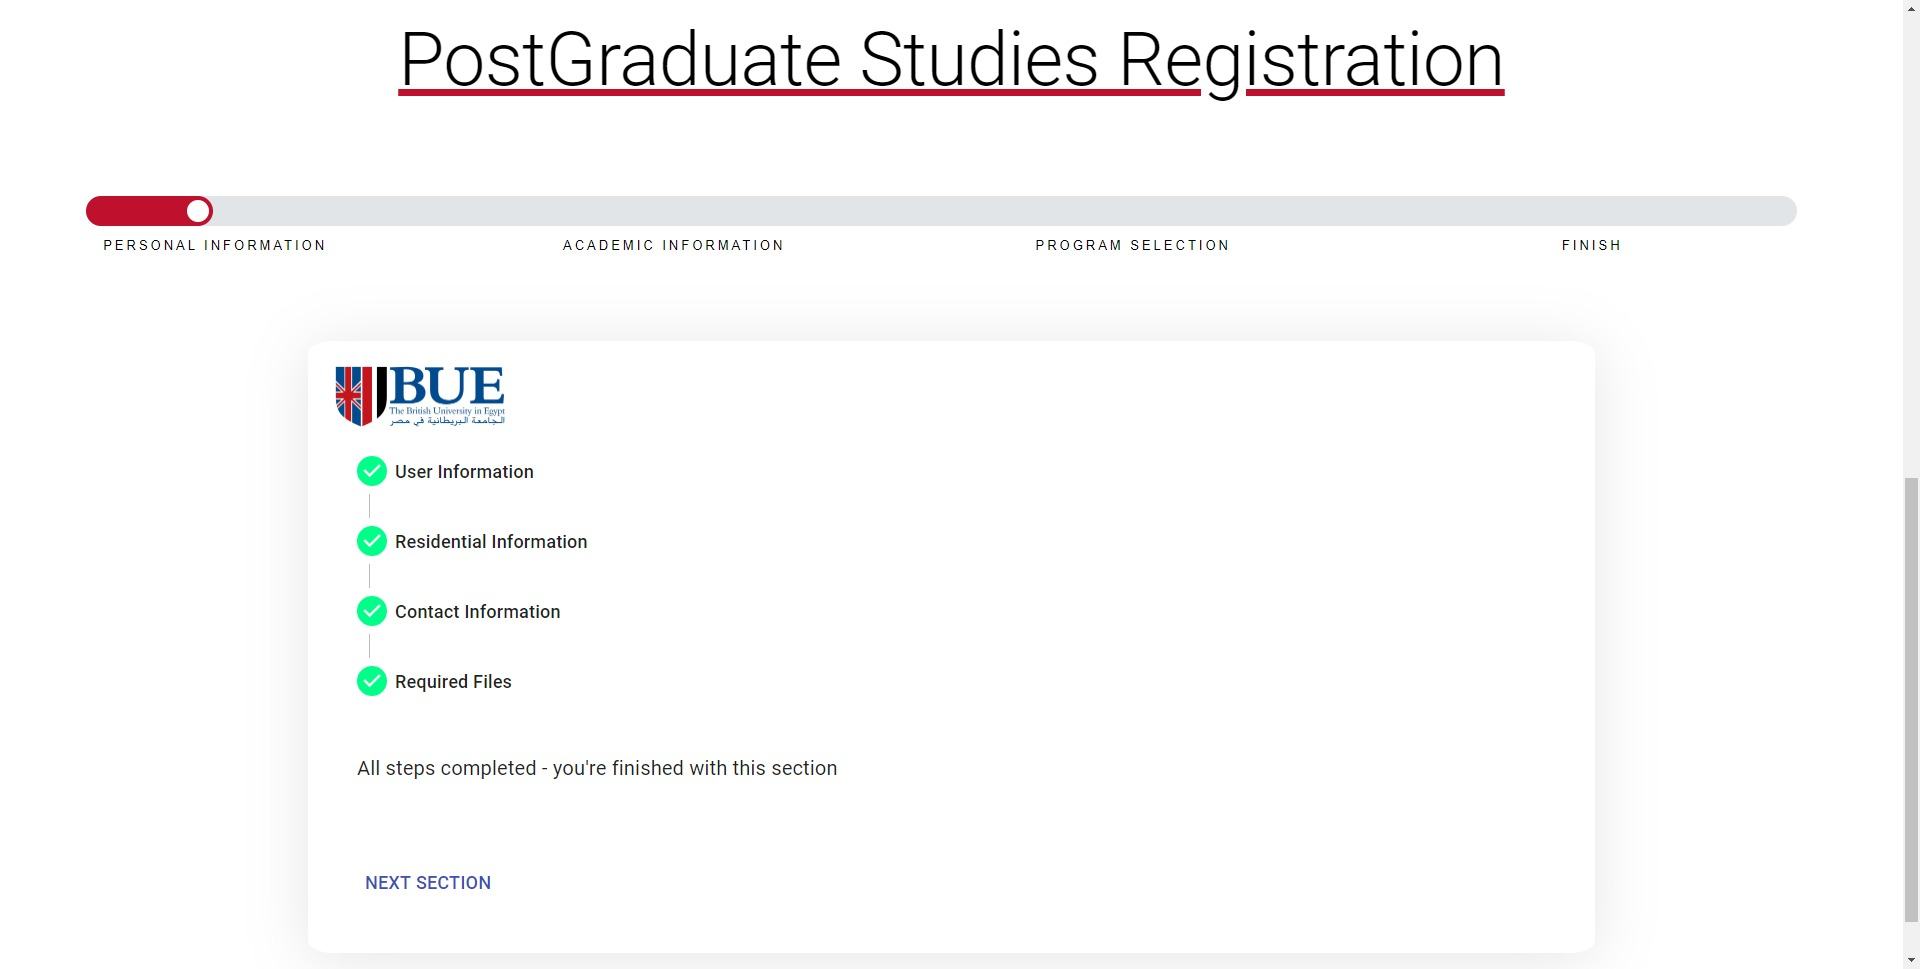 PostGraduate Studies Registration
PERSONAL INFORMATION
ACADEMIC INFORMATION
PROGRAM SELECTION
FINISH
BUE
The British University in Egypt
الجامعة البريطانية في مصر
User Information
Residential Information
Contact Information
Required Files
All steps completed - you're finished with this section
NEXT SECTION